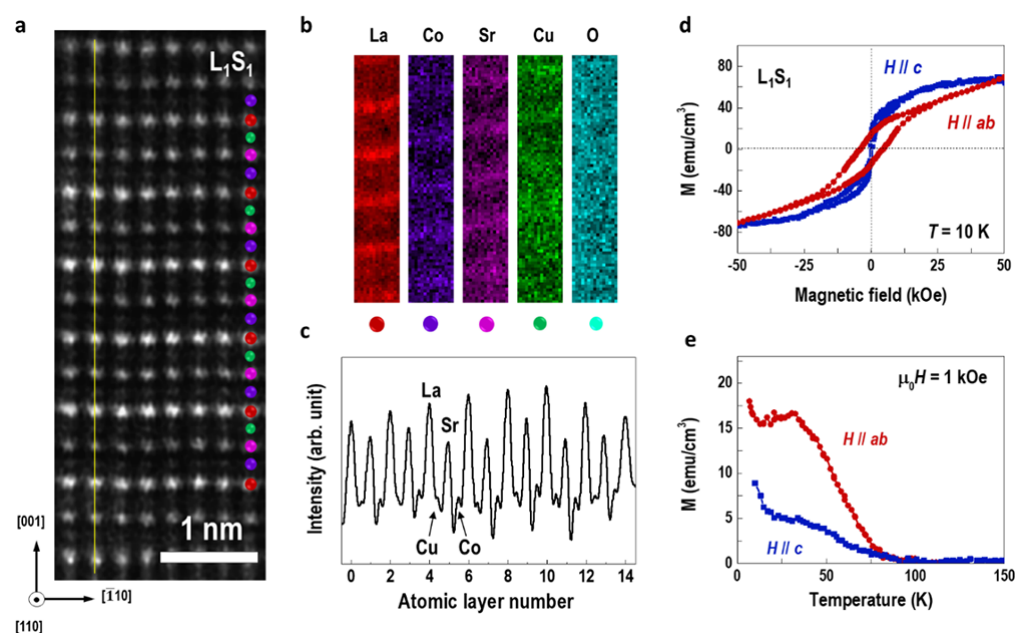 a
L₁S₁
1 nm
[001]
[1̅10]
[110]
b
La Co Sr Cu O
c
Intensity (arb. unit)
La
Sr
Cu Co
0 2 4 6 8 10 12 14
Atomic layer number
d
M (emu/cm³)
80
40
0
-40
-80
L₁S₁
H // c
H // ab
T = 10 K
-50 -25 0 25 50
Magnetic field (kOe)
e
M (emu/cm³)
20
15
10
5
0
μ₀H = 1 kOe
H // ab
H // c
0 50 100 150
Temperature (K)